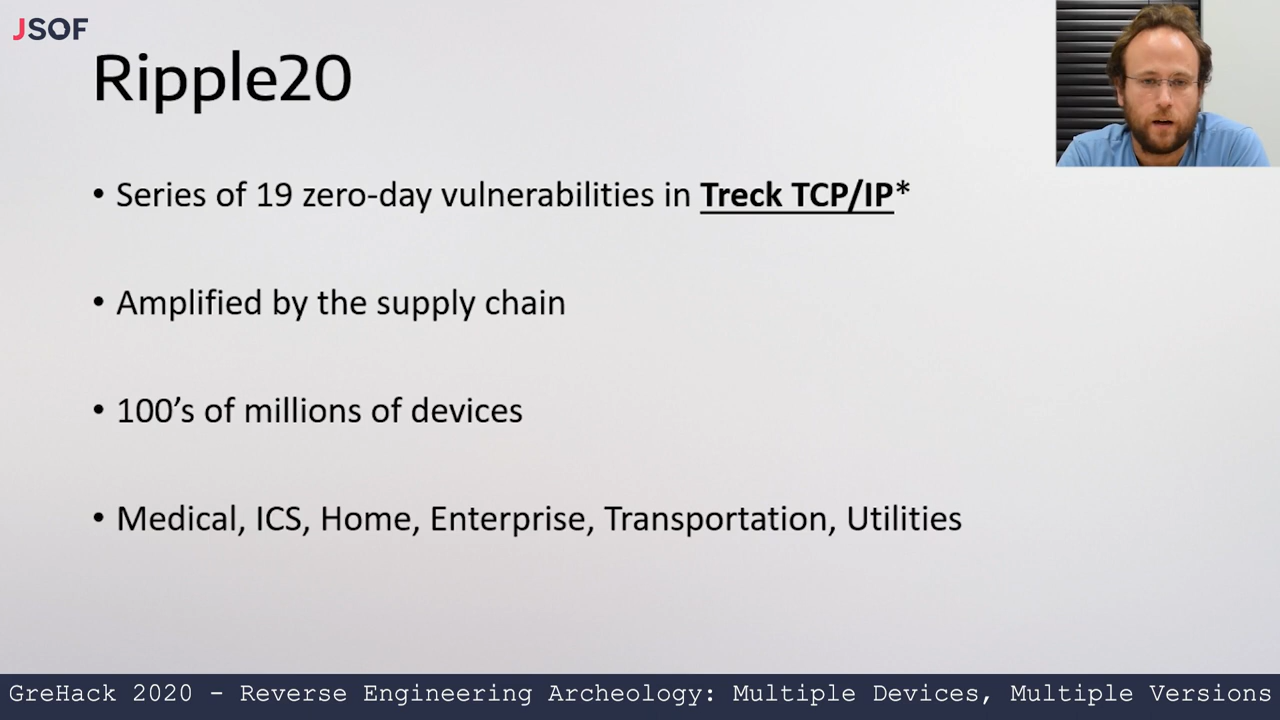 JSOF
Ripple20
• Series of 19 zero-day vulnerabilities in Treck TCP/IP*
• Amplified by the supply chain
• 100’s of millions of devices
• Medical, ICS, Home, Enterprise, Transportation, Utilities
GreHack 2020 - Reverse Engineering Archeology: Multiple Devices, Multiple Versions